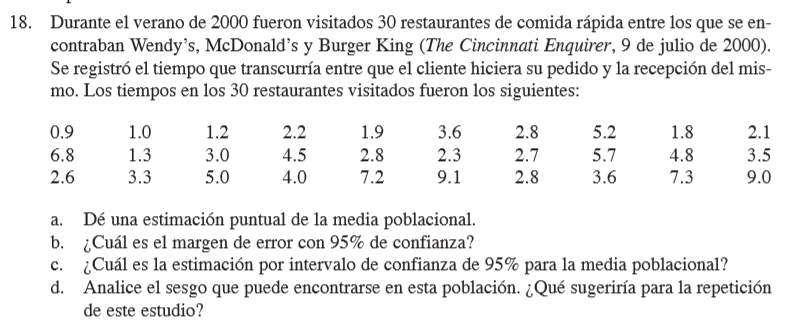 18. Durante el verano de 2000 fueron visitados 30 restaurantes de comida rápida entre los que se en-
contraban Wendy's, McDonald's y Burger King (The Cincinnati Enquirer, 9 de julio de 2000).
Se registró el tiempo que transcurría entre que el cliente hiciera su pedido y la recepción del mis-
mo. Los tiempos en los 30 restaurantes visitados fueron los siguientes:
0.9 1.0 1.2 2.2 1.9 3.6 2.8 5.2 1.8 2.1
6.8 1.3 3.0 4.5 2.8 2.3 2.7 5.7 4.8 3.5
2.6 3.3 5.0 4.0 7.2 9.1 2.8 3.6 7.3 9.0
a. Dé una estimación puntual de la media poblacional.
b. ¿Cuál es el margen de error con 95% de confianza?
c. ¿Cuál es la estimación por intervalo de confianza de 95% para la media poblacional?
d. Analice el sesgo que puede encontrarse en esta población. ¿Qué sugeriría para la repetición
de este estudio?